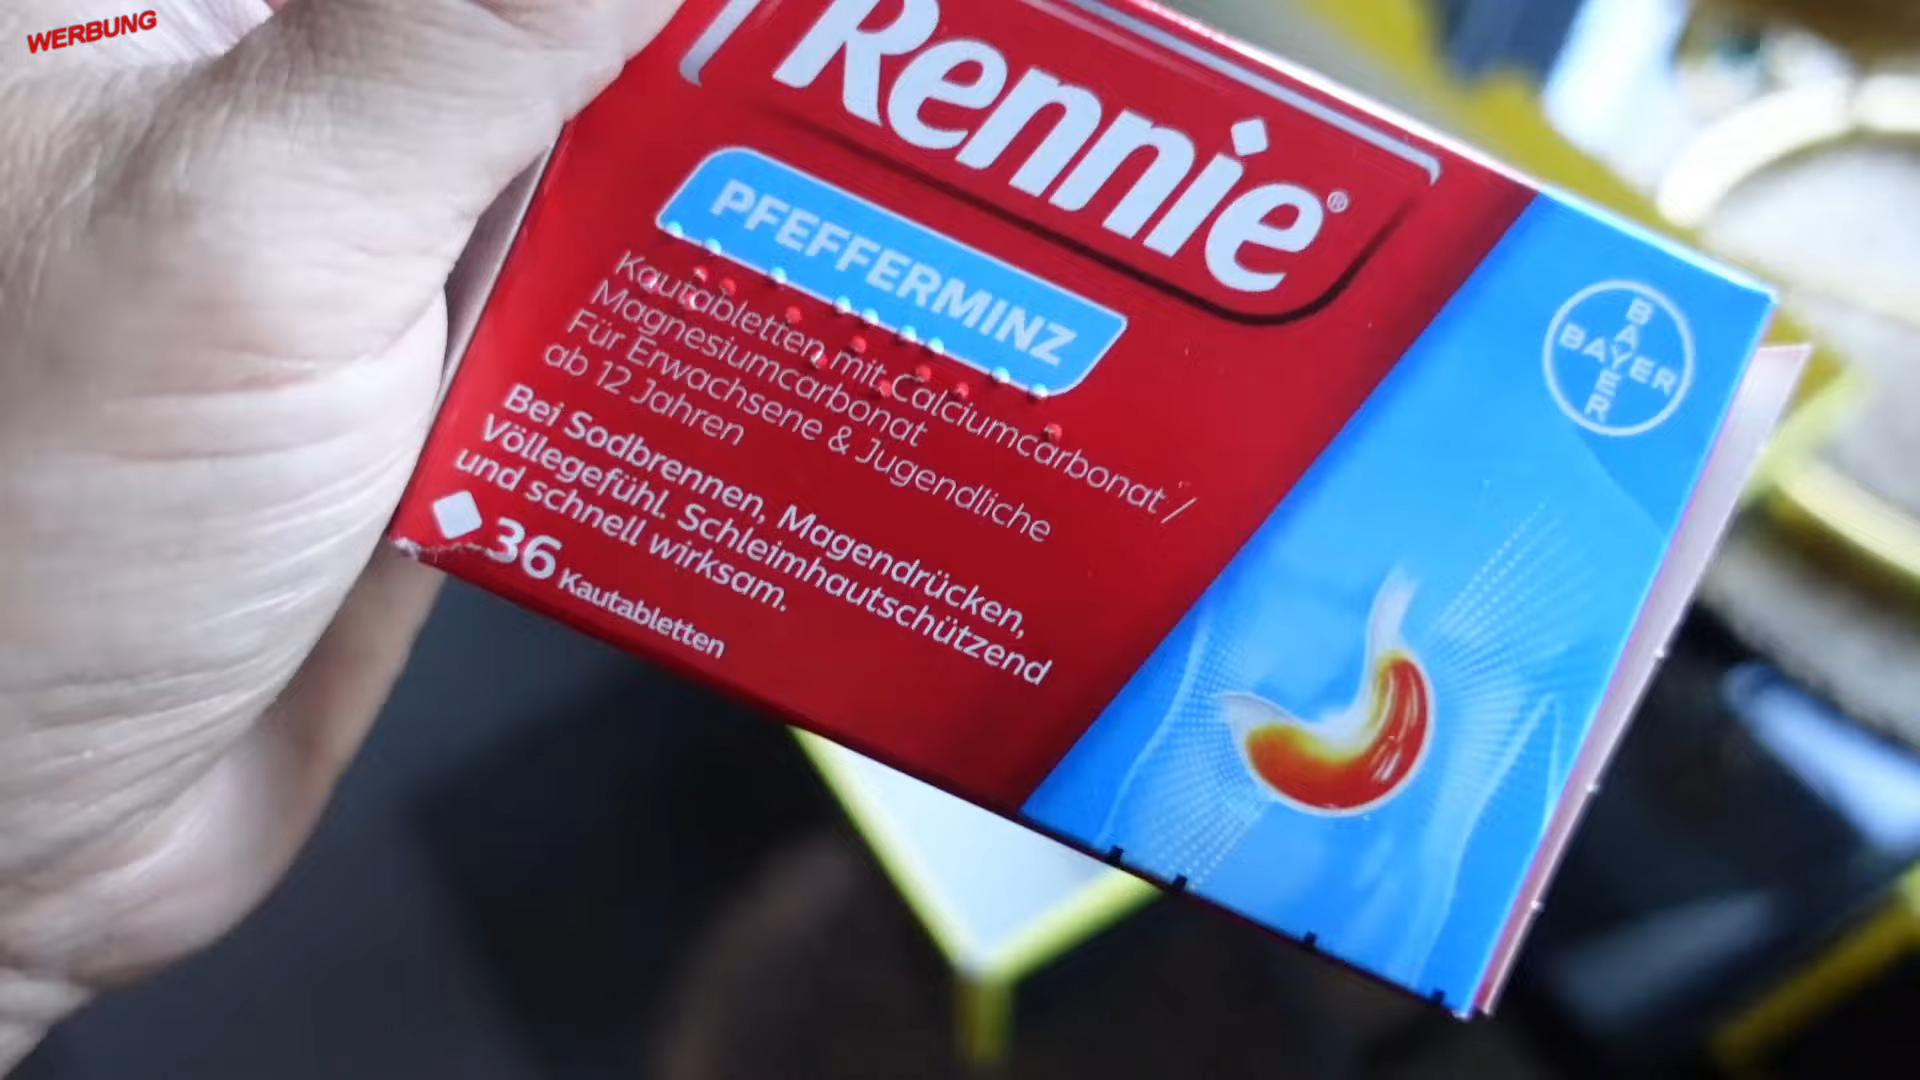 WERBUNG
Rennie®
PFEFFERMINZ
Kautabletten mit Calciumcarbonat /
Magnesiumcarbonat
Für Erwachsene & Jugendliche
ab 12 Jahren
Bei Sodbrennen, Magendrücken,
Völlegefühl. Schleimhautschützend
und schnell wirksam.
36 Kautabletten
BAYER
BAYER